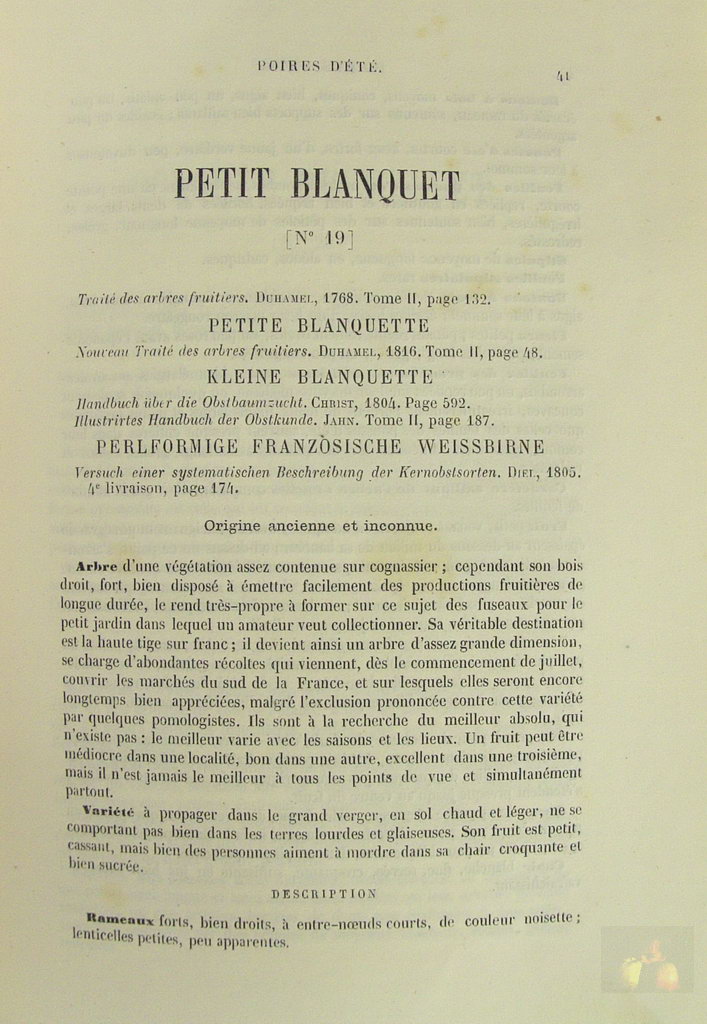 POIRES D'ÉTÉ.
41
PETIT BLANQUET
[N° 19]
Traité des arbres fruitiers. DUHAMEL, 1768. Tome II, page 132.
PETITE BLANQUETTE
Nouveau Traité des arbres fruitiers. DUHAMEL, 1816. Tome II, page 48.
KLEINE BLANQUETTE
Handbuch über die Obstbaumzucht. CHRIST, 1804. Page 592.
Illustrirtes Handbuch der Obstkunde. JAHN. Tome II, page 187.
PERLFORMIGE FRANZÖSISCHE WEISSBIRNE
Versuch einer systematischen Beschreibung der Kernobstsorten. DIEL, 1805.
4e livraison, page 174.
Origine ancienne et inconnue.
Arbre d'une végétation assez contenue sur cognassier ; cependant son bois
droit, fort, bien disposé à émettre facilement des productions fruitières de
longue durée, le rend très-propre à former sur ce sujet des fuseaux pour le
petit jardin dans lequel un amateur veut collectionner. Sa véritable destination
est la haute tige sur franc ; il devient ainsi un arbre d'assez grande dimension,
se charge d'abondantes récoltes qui viennent, dès le commencement de juillet,
couvrir les marchés du sud de la France, et sur lesquels elles seront encore
longtemps bien appréciées, malgré l'exclusion prononcée contre cette variété
par quelques pomologistes. Ils sont à la recherche du meilleur absolu, qui
n'existe pas : le meilleur varie avec les saisons et les lieux. Un fruit peut être
médiocre dans une localité, bon dans une autre, excellent dans une troisième,
mais il n'est jamais le meilleur à tous les points de vue et simultanément
partout.
Variété à propager dans le grand verger, en sol chaud et léger, ne se
comportant pas bien dans les terres lourdes et glaiseuses. Son fruit est petit,
cassant, mais bien des personnes aiment à mordre dans sa chair croquante et
bien sucrée.
DESCRIPTION
Rameaux forts, bien droits, à entre-nœuds courts, de couleur noisette ;
lenticelles petites, peu apparentes.